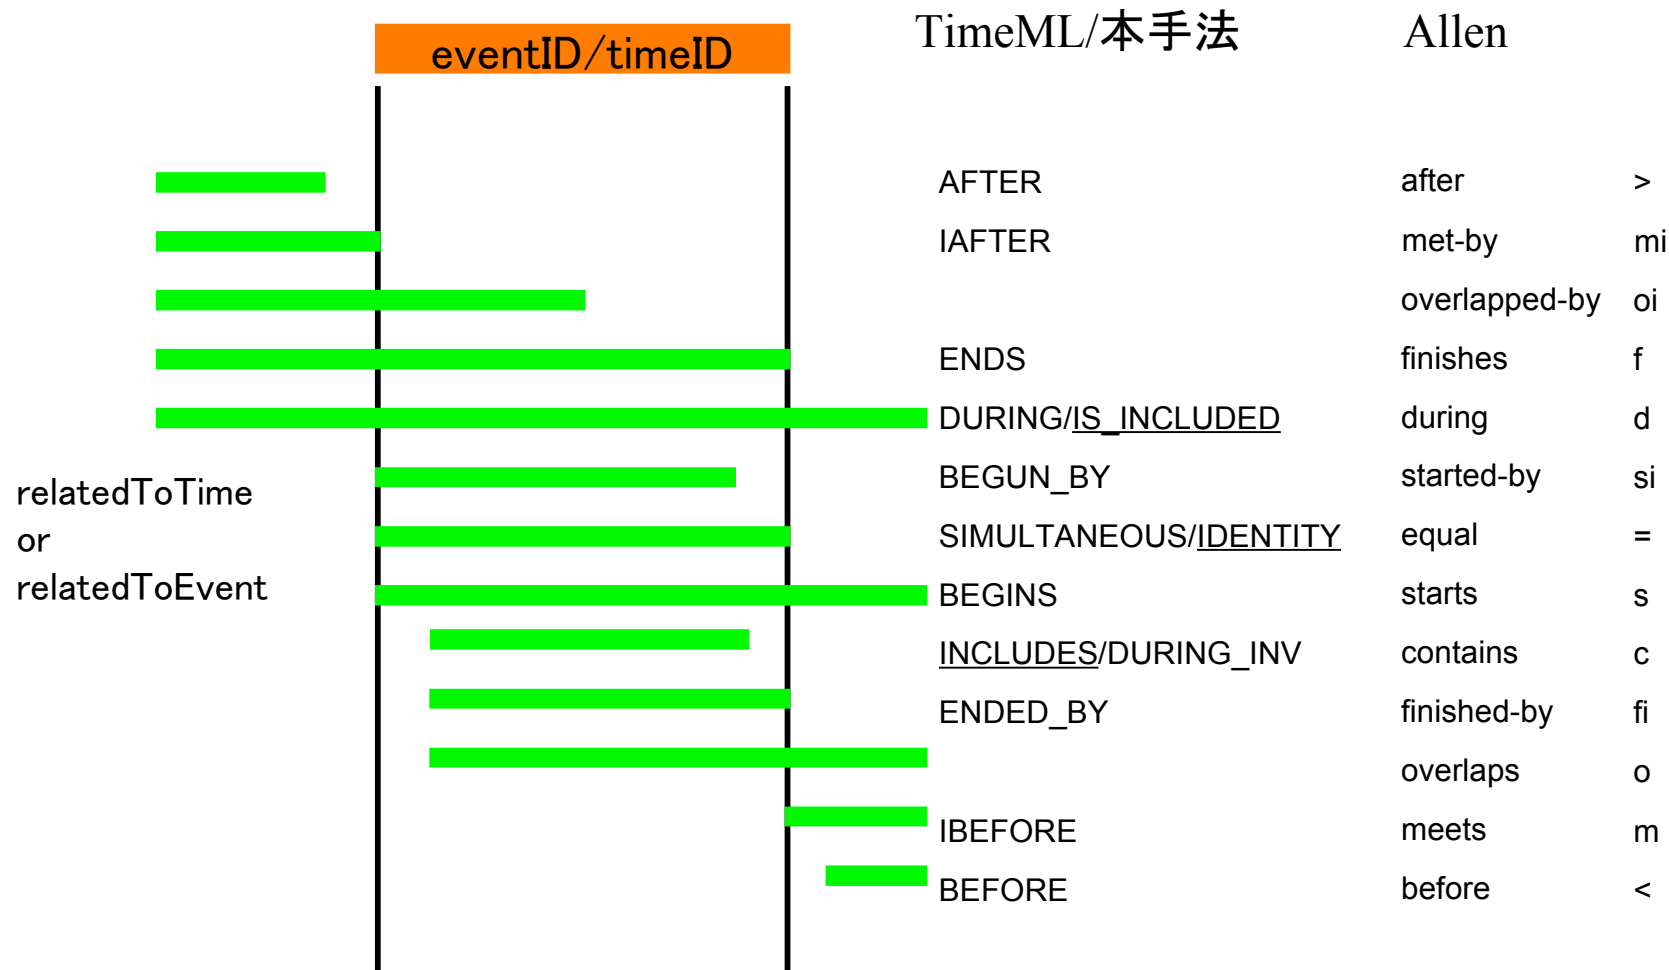 eventID/timeID TimeML/本手法 Allen
AFTER after >
IAFTER met-by mi
overlapped-by oi
ENDS finishes f
DURING/IS_INCLUDED during d
BEGUN_BY started-by si
SIMULTANEOUS/IDENTITY equal =
BEGINS starts s
INCLUDES/DURING_INV contains c
ENDED_BY finished-by fi
overlaps o
IBEFORE meets m
BEFORE before <
relatedToTime
or
relatedToEvent